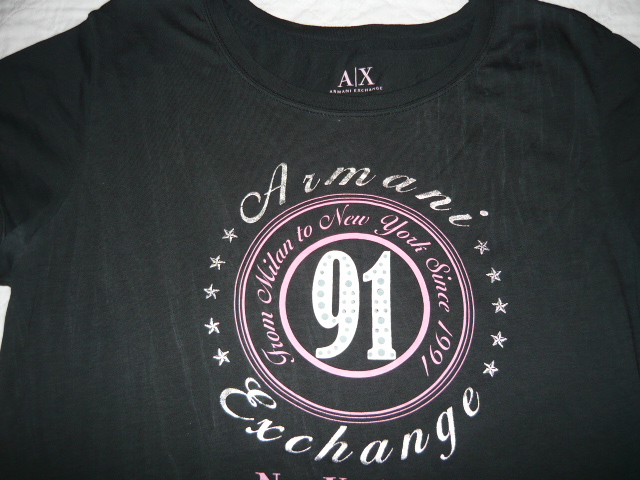 A|X
ARMANI EXCHANGE
Armani
From Milan to New York Since 1991
91
Exchange